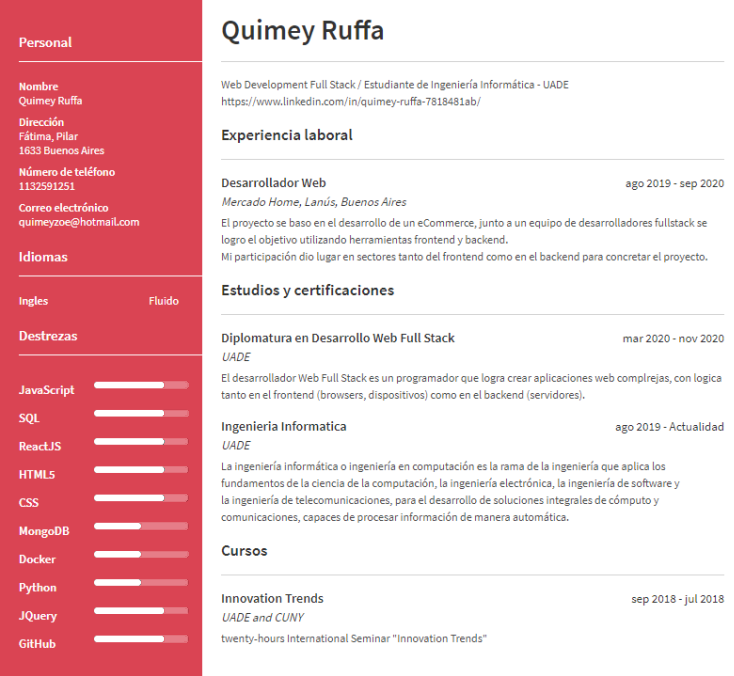 Personal
Nombre
Quimey Ruffa
Dirección
Fátima, Pilar
1633 Buenos Aires
Número de teléfono
1132591251
Correo electrónico
quimeyzoe@hotmail.com
Idiomas
Ingles Fluido
Destrezas
JavaScript
SQL
ReactJS
HTML5
CSS
MongoDB
Docker
Python
JQuery
GitHub
Quimey Ruffa
Web Development Full Stack / Estudiante de Ingeniería Informática - UADE
https://www.linkedin.com/in/quimey-ruffa-7818481ab/
Experiencia laboral
Desarrollador Web ago 2019 - sep 2020
Mercado Home, Lanús, Buenos Aires
El proyecto se baso en el desarrollo de un eCommerce, junto a un equipo de desarrolladores fullstack se
logro el objetivo utilizando herramientas frontend y backend.
Mi participación dio lugar en sectores tanto del frontend como en el backend para concretar el proyecto.
Estudios y certificaciones
Diplomatura en Desarrollo Web Full Stack mar 2020 - nov 2020
UADE
El desarrollador Web Full Stack es un programador que logra crear aplicaciones web complrejas, con logica
tanto en el frontend (browsers, dispositivos) como en el backend (servidores).
Ingenieria Informatica ago 2019 - Actualidad
UADE
La ingeniería informática o ingeniería en computación es la rama de la ingeniería que aplica los
fundamentos de la ciencia de la computación, la ingeniería electrónica, la ingeniería de software y
la ingeniería de telecomunicaciones, para el desarrollo de soluciones integrales de cómputo y
comunicaciones, capaces de procesar información de manera automática.
Cursos
Innovation Trends sep 2018 - jul 2018
UADE and CUNY
twenty-hours International Seminar "Innovation Trends"